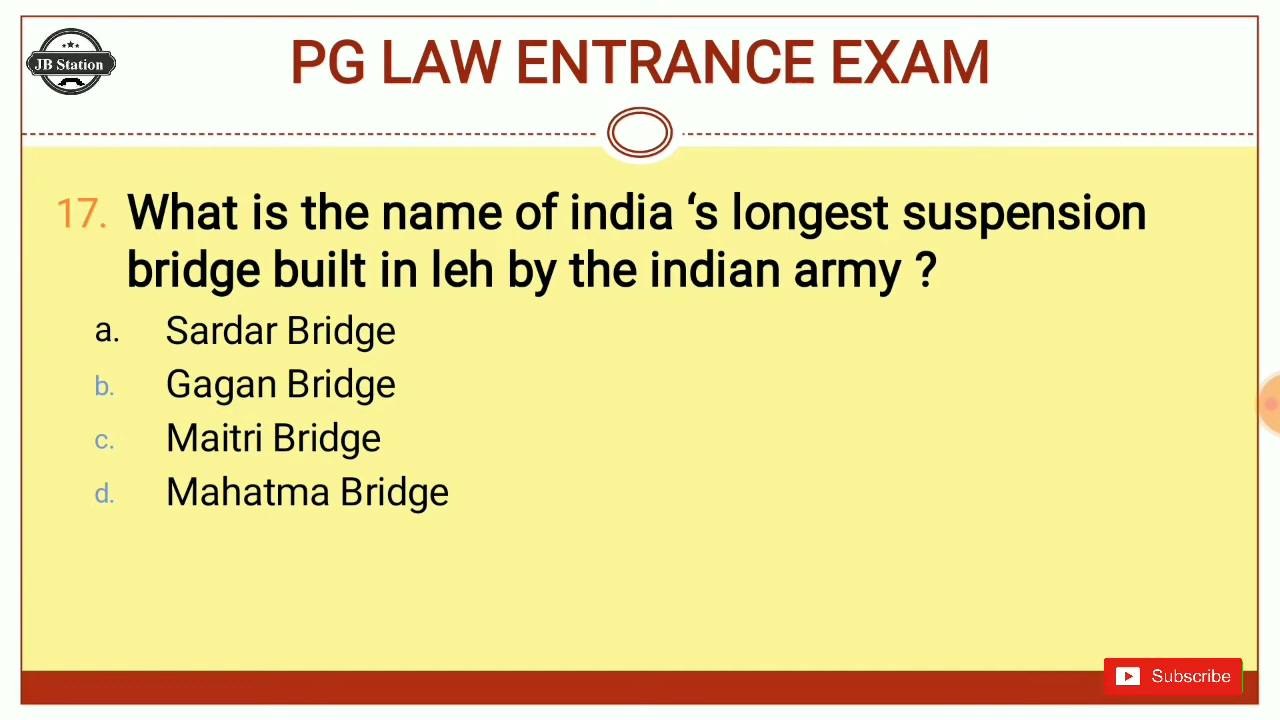 JB Station
PG LAW ENTRANCE EXAM
17. What is the name of india ‘s longest suspension
bridge built in leh by the indian army ?
a. Sardar Bridge
b. Gagan Bridge
c. Maitri Bridge
d. Mahatma Bridge
Subscribe